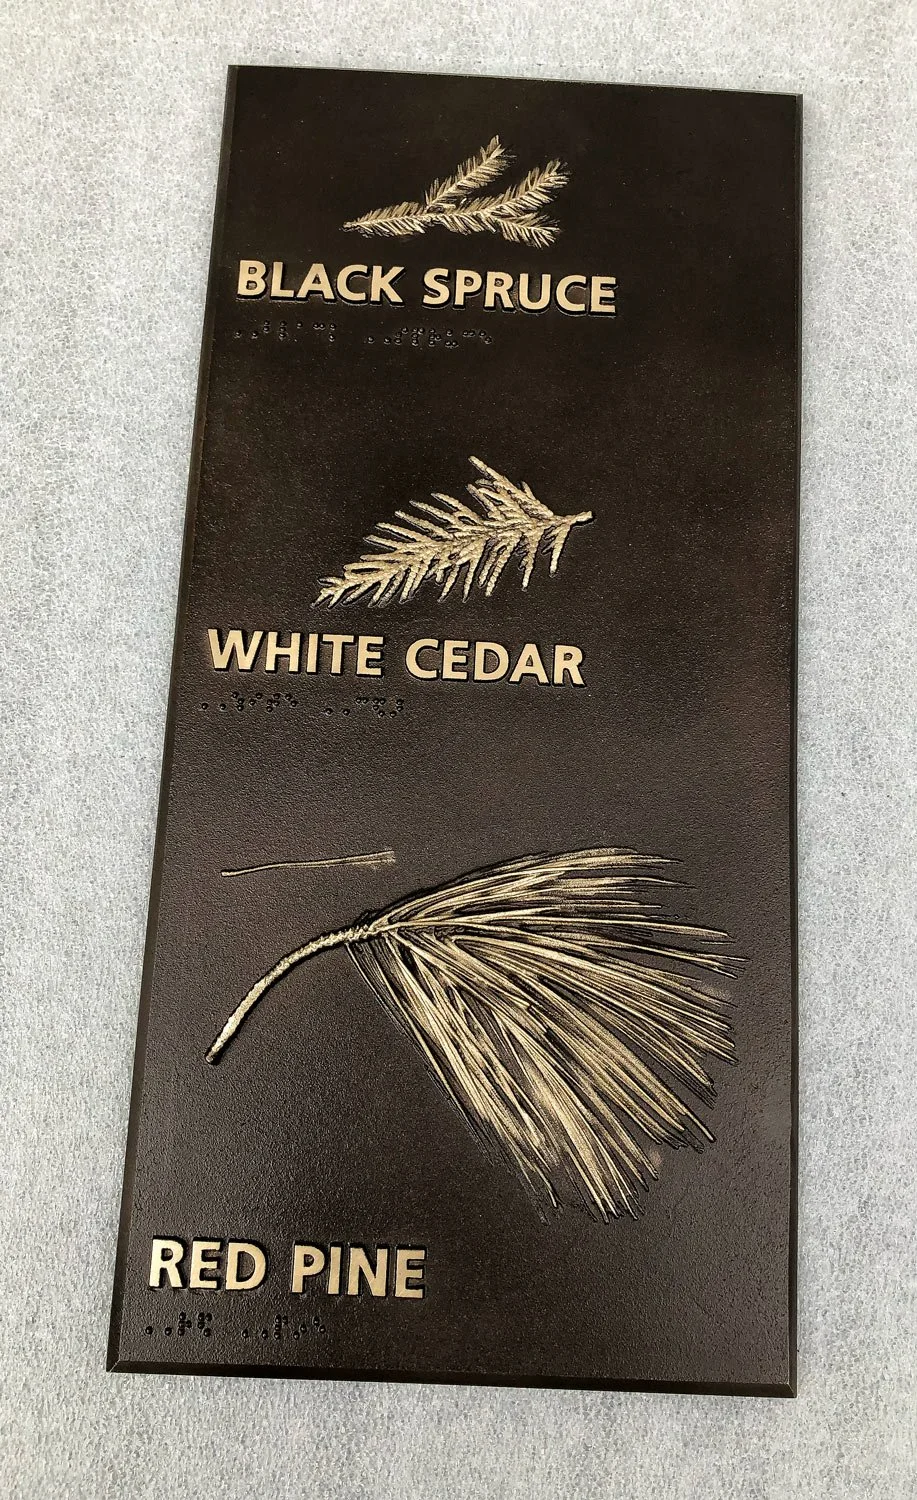 BLACK SPRUCE
WHITE CEDAR
RED PINE